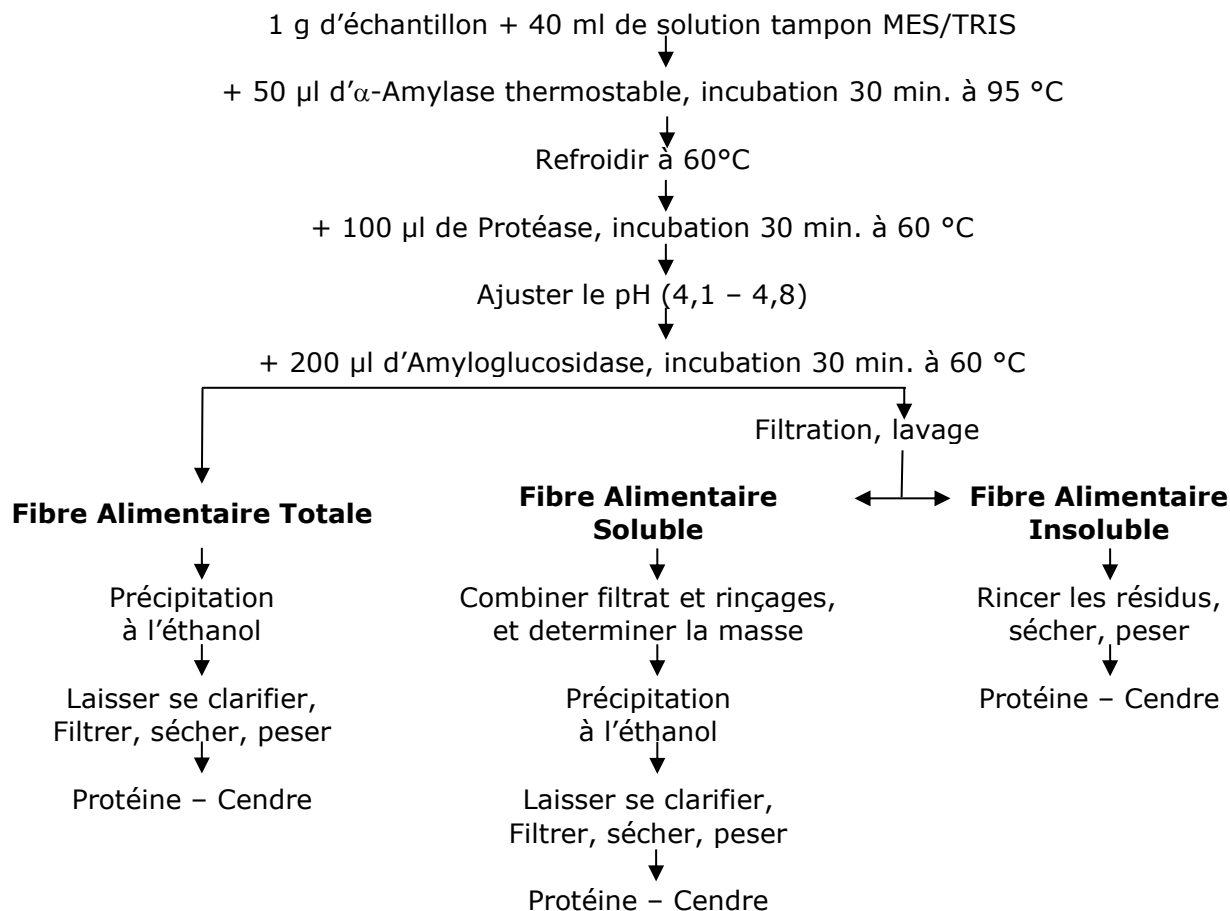 1 g d'échantillon + 40 ml de solution tampon MES/TRIS
+ 50 µl d'α-Amylase thermostable, incubation 30 min. à 95 °C
Refroidir à 60°C
+ 100 µl de Protéase, incubation 30 min. à 60 °C
Ajuster le pH (4,1 – 4,8)
+ 200 µl d'Amyloglucosidase, incubation 30 min. à 60 °C
Filtration, lavage
Fibre Alimentaire Totale
Précipitation
à l'éthanol
Laisser se clarifier,
Filtrer, sécher, peser
Protéine – Cendre
Fibre Alimentaire
Soluble
Combiner filtrat et rinçages,
et determiner la masse
Précipitation
à l'éthanol
Laisser se clarifier,
Filtrer, sécher, peser
Protéine – Cendre
Fibre Alimentaire
Insoluble
Rincer les résidus,
sécher, peser
Protéine – Cendre